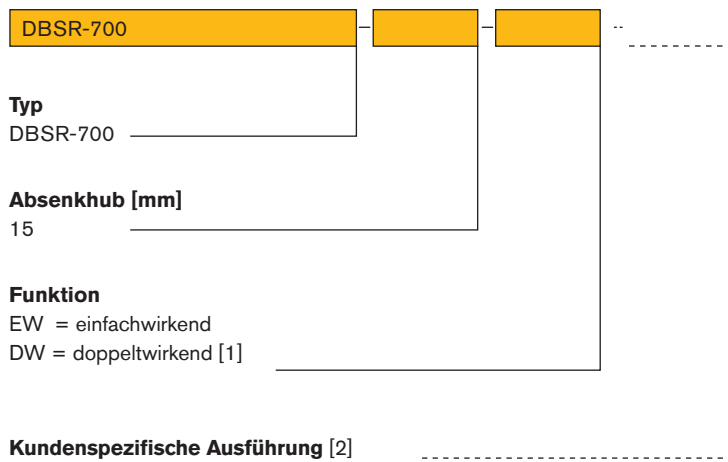 DBSR-700
Typ
DBSR-700
Absenkhub [mm]
15
Funktion
EW = einfachwirkend
DW = doppeltwirkend [1]
Kundenspezifische Ausführung [2]